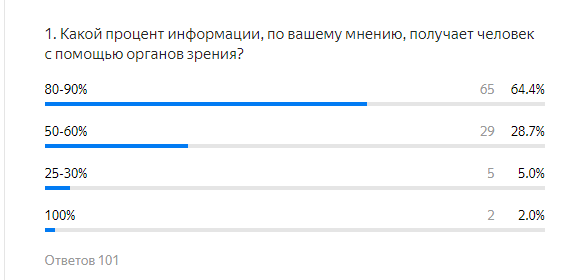 1. Какой процент информации, по вашему мнению, получает человек
с помощью органов зрения?
80-90% 65 64.4%
50-60% 29 28.7%
25-30% 5 5.0%
100% 2 2.0%
Ответов 101